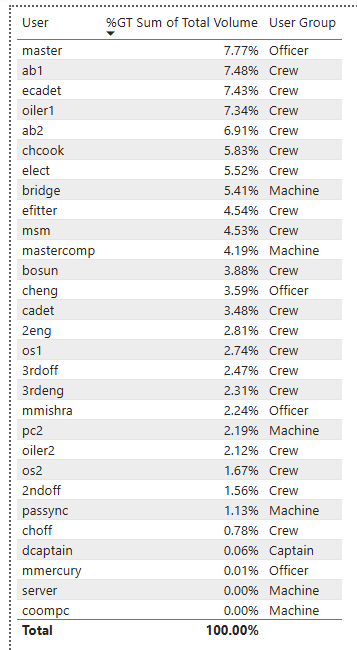 User %GT Sum of Total Volume User Group
master 7.77% Officer
ab1 7.48% Crew
ecadet 7.43% Crew
oiler1 7.34% Crew
ab2 6.91% Crew
chcook 5.83% Crew
elect 5.52% Crew
bridge 5.41% Machine
efitter 4.54% Crew
msm 4.53% Crew
mastercomp 4.19% Machine
bosun 3.88% Crew
cheng 3.59% Officer
cadet 3.48% Crew
2eng 2.81% Crew
os1 2.74% Crew
3rdoff 2.47% Crew
3rdeng 2.31% Crew
mmishra 2.24% Officer
pc2 2.19% Machine
oiler2 2.12% Crew
os2 1.67% Crew
2ndoff 1.56% Crew
passync 1.13% Machine
choff 0.78% Crew
dcaptain 0.06% Captain
mmercury 0.01% Officer
server 0.00% Machine
coompc 0.00% Machine
Total 100.00%